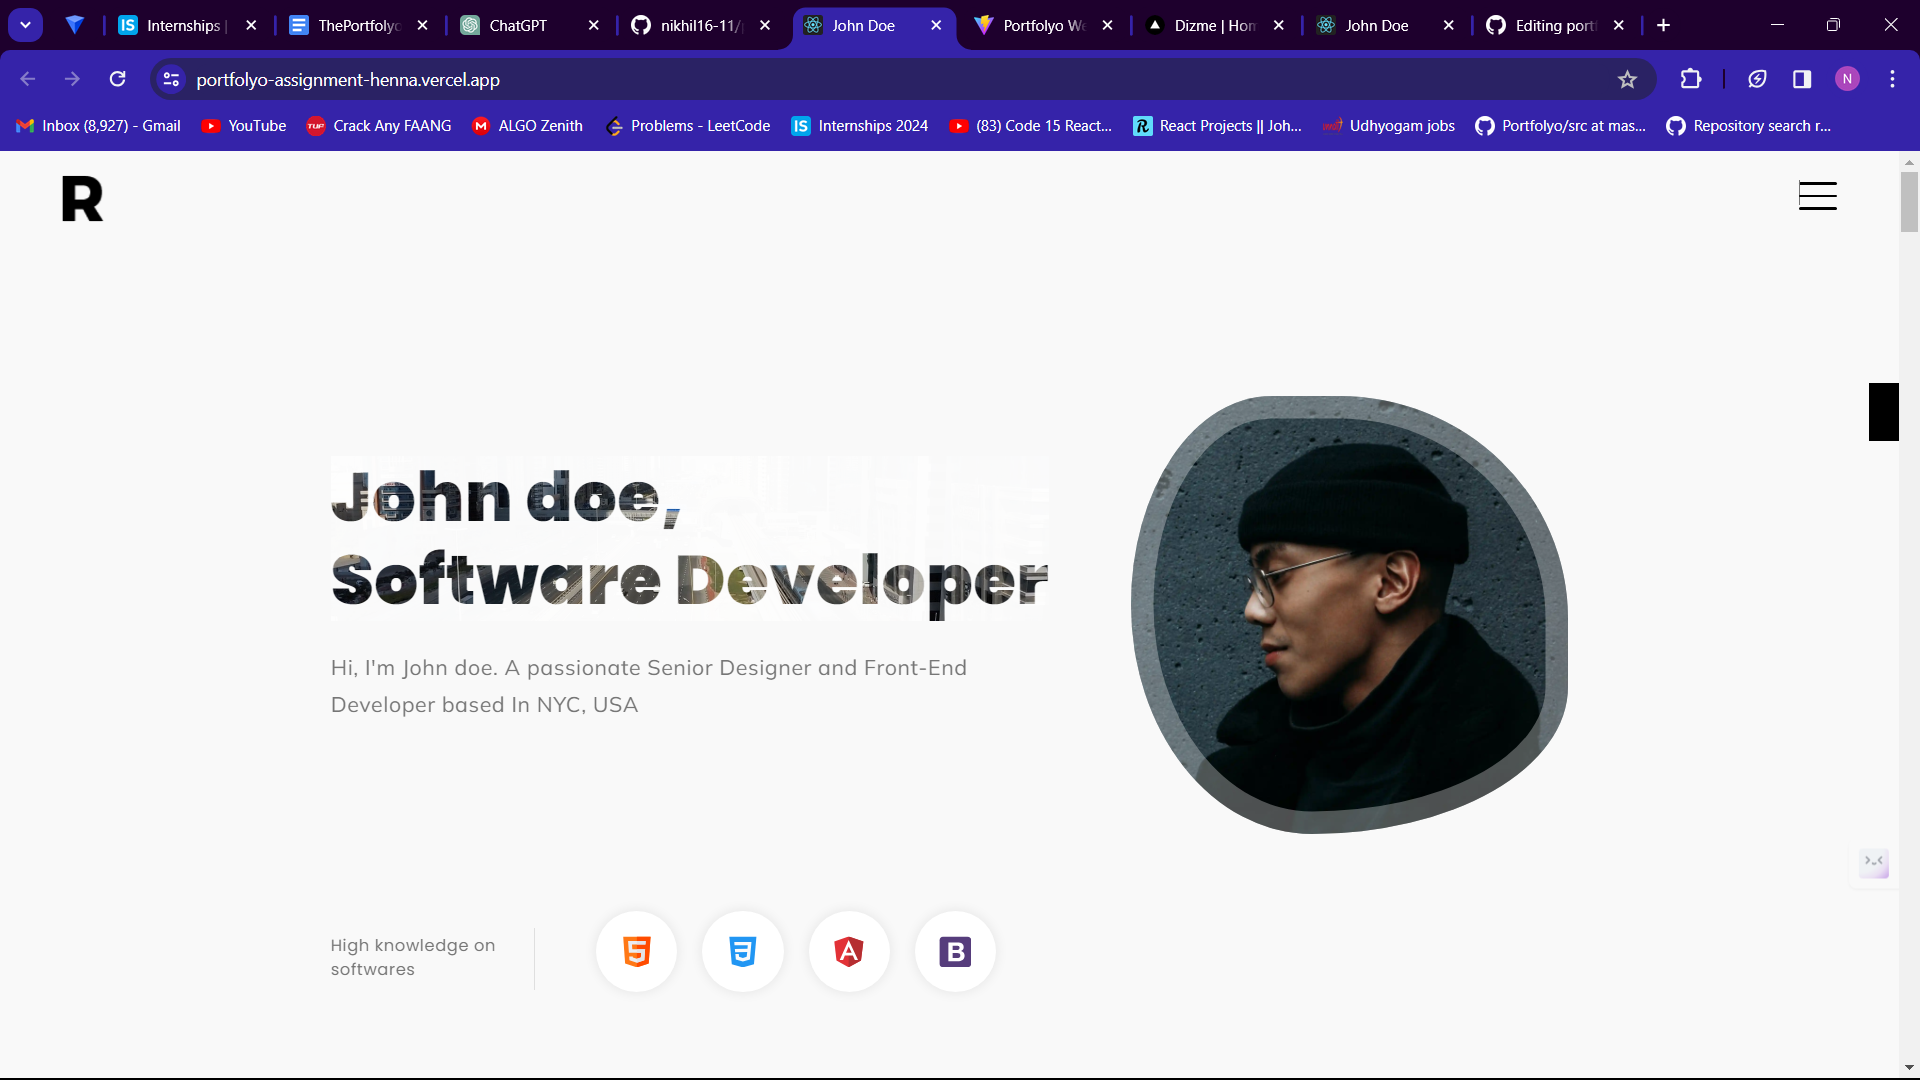 Internships |
ThePortfolyo
ChatGPT
nikhil16-11/p
John Doe
Portfolyo We
Dizme | Hom
John Doe
Editing portf
portfolyo-assignment-henna.vercel.app
N
Inbox (8,927) - Gmail
YouTube
Crack Any FAANG
ALGO Zenith
Problems - LeetCode
Internships 2024
(83) Code 15 React...
React Projects || Joh...
Udhyogam jobs
Portfolyo/src at mas...
Repository search r...
R
John doe,
Software Developer
Hi, I'm John doe. A passionate Senior Designer and Front-End
Developer based In NYC, USA
High knowledge on
softwares